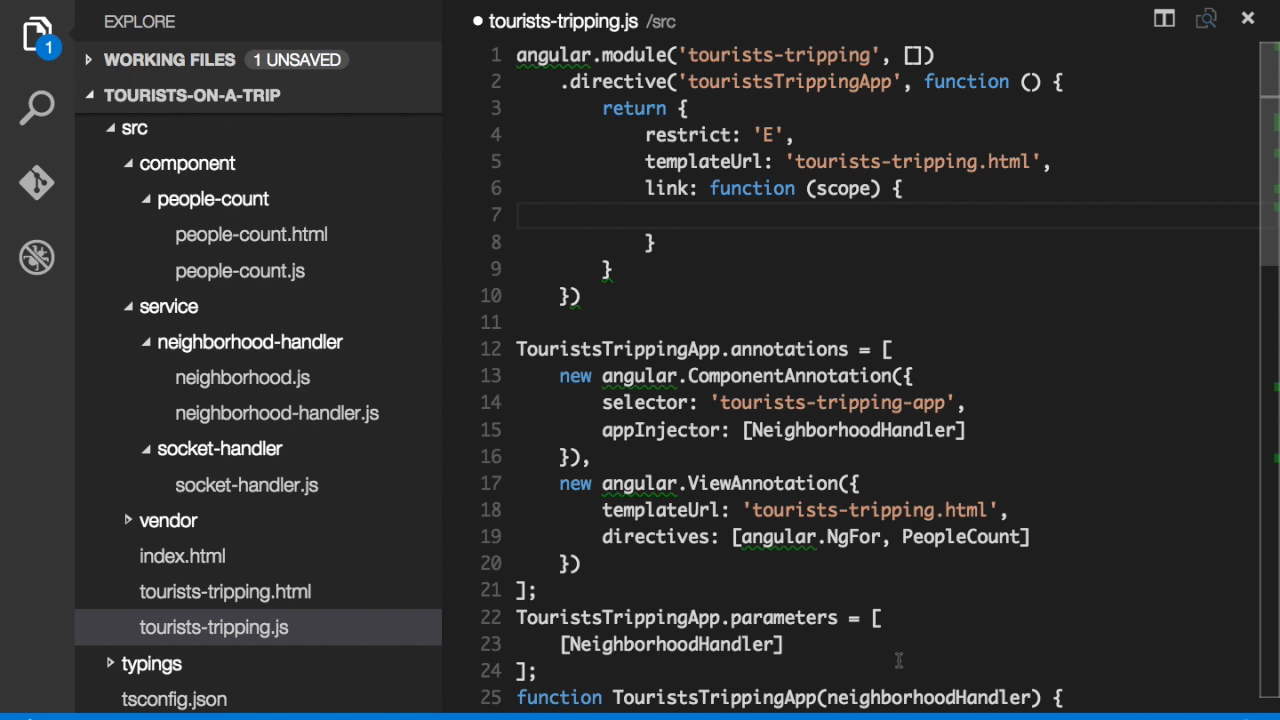 EXPLORE
1
WORKING FILES 1 UNSAVED
TOURISTS-ON-A-TRIP
src
component
people-count
people-count.html
people-count.js
service
neighborhood-handler
neighborhood.js
neighborhood-handler.js
socket-handler
socket-handler.js
vendor
index.html
tourists-tripping.html
tourists-tripping.js
typings
tsconfig.json
tourists-tripping.js /src
1 angular.module('tourists-tripping', [])
2 .directive('touristsTrippingApp', function () {
3 return {
4 restrict: 'E',
5 templateUrl: 'tourists-tripping.html',
6 link: function (scope) {
7
8 }
9 }
10 })
11
12 TouristsTrippingApp.annotations = [
13 new angular.ComponentAnnotation({
14 selector: 'tourists-tripping-app',
15 appInjector: [NeighborhoodHandler]
16 }),
17 new angular.ViewAnnotation({
18 templateUrl: 'tourists-tripping.html',
19 directives: [angular.NgFor, PeopleCount]
20 })
21 ];
22 TouristsTrippingApp.parameters = [
23 [NeighborhoodHandler]
24 ];
25 function TouristsTrippingApp(neighborhoodHandler) {